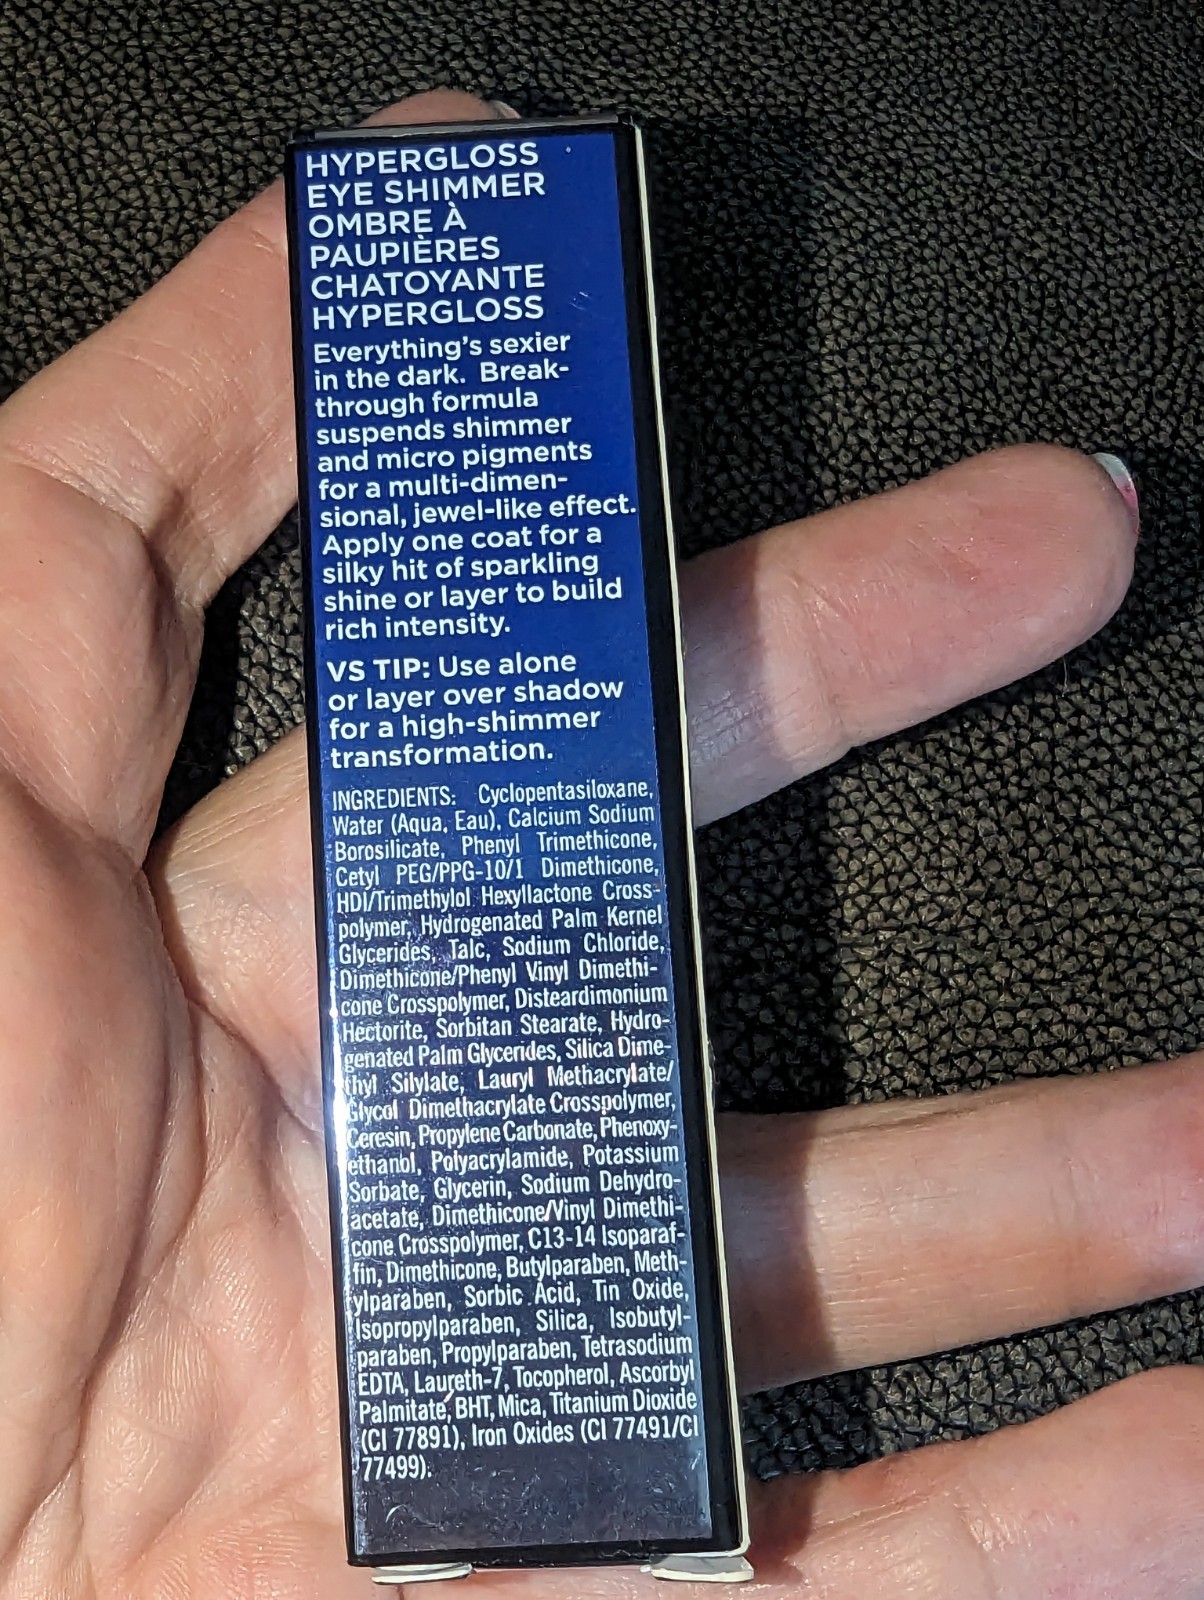 HYPERGLOSS
EYE SHIMMER
OMBRE À
PAUPIÈRES
CHATOYANTE
HYPERGLOSS
Everything's sexier
in the dark. Break-
through formula
suspends shimmer
and micro pigments
for a multi-dimen-
sional, jewel-like effect.
Apply one coat for a
silky hit of sparkling
shine or layer to build
rich intensity.
VS TIP: Use alone
or layer over shadow
for a high-shimmer
transformation.
INGREDIENTS: Cyclopentasiloxane,
Water (Aqua, Eau), Calcium Sodium
Borosilicate, Phenyl Trimethicone,
Cetyl PEG/PPG-10/1 Dimethicone,
HDI/Trimethylol Hexyllactone Cross-
polymer, Hydrogenated Palm Kernel
Glycerides, Talc, Sodium Chloride,
Dimethicone/Phenyl Vinyl Dimethi-
cone Crosspolymer, Disteardimonium
Hectorite, Sorbitan Stearate, Hydro-
genated Palm Glycerides, Silica Dime-
thyl Silylate, Lauryl Methacrylate/
Glycol Dimethacrylate Crosspolymer,
Ceresin, Propylene Carbonate, Phenoxy-
ethanol, Polyacrylamide, Potassium
Sorbate, Glycerin, Sodium Dehydro-
acetate, Dimethicone/Vinyl Dimethi-
cone Crosspolymer, C13-14 Isoparaf-
fin, Dimethicone, Butylparaben, Meth-
ylparaben, Sorbic Acid, Tin Oxide,
Isopropylparaben, Silica, Isobutyl-
paraben, Propylparaben, Tetrasodium
EDTA, Laureth-7, Tocopherol, Ascorbyl
Palmitate, BHT, Mica, Titanium Dioxide
(CI 77891), Iron Oxides (CI 77491/CI
77499).